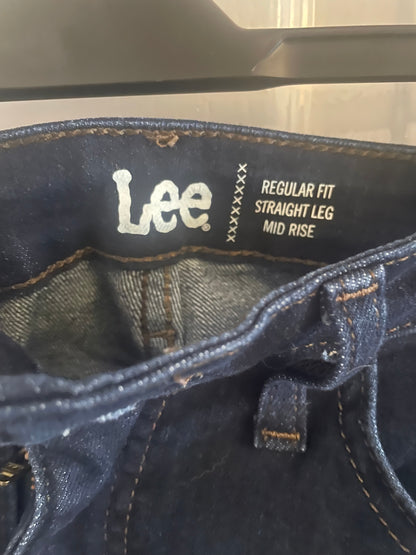 Lee
REGULAR FIT
STRAIGHT LEG
MID RISE